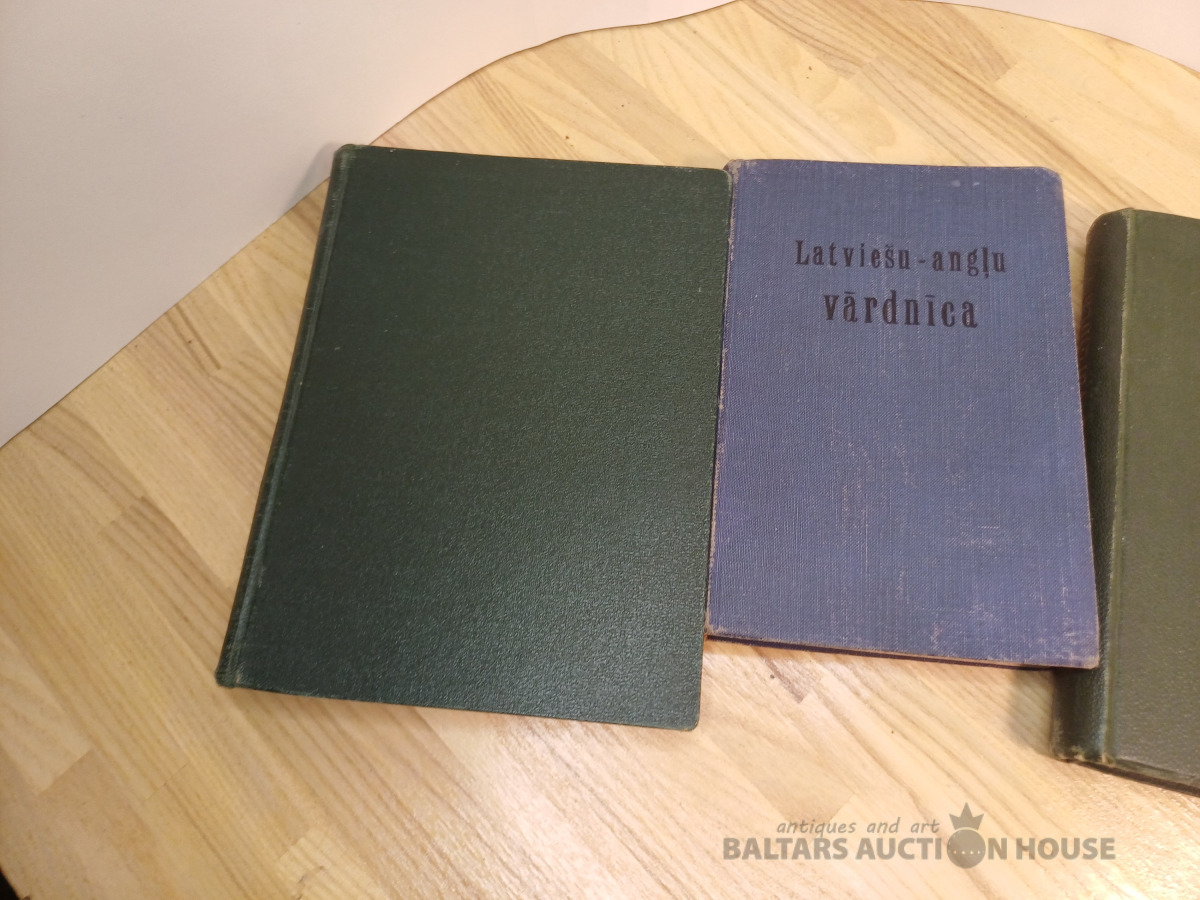 Latviešu-angļu
vārdnīca
antiques and art
BALTARS AUCTION HOUSE